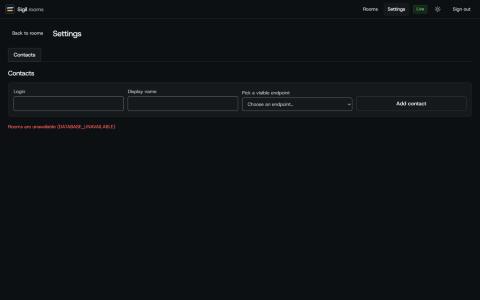 Sigil rooms
Rooms
Settings
Live
Sign out
Back to rooms
Settings
Contacts
Contacts
Login
Display name
Pick a visible endpoint
Choose an endpoint...
Add contact
Rooms are unavailable (DATABASE_UNAVAILABLE)